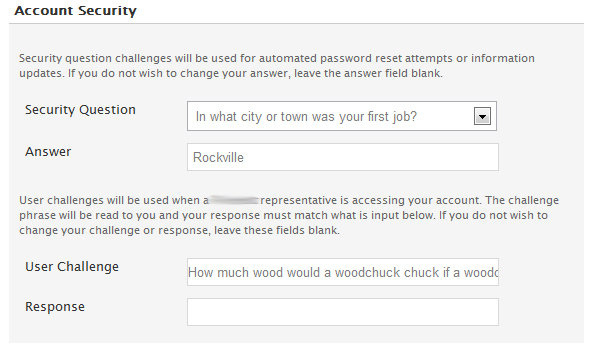 Account Security
Security question challenges will be used for automated password reset attempts or information
updates. If you do not wish to change your answer, leave the answer field blank.
Security Question
In what city or town was your first job?
Answer
Rockville
User challenges will be used when a representative is accessing your account. The challenge
phrase will be read to you and your response must match what is input below. If you do not wish to
change your challenge or response, leave these fields blank.
User Challenge
How much wood would a woodchuck chuck if a woodc
Response